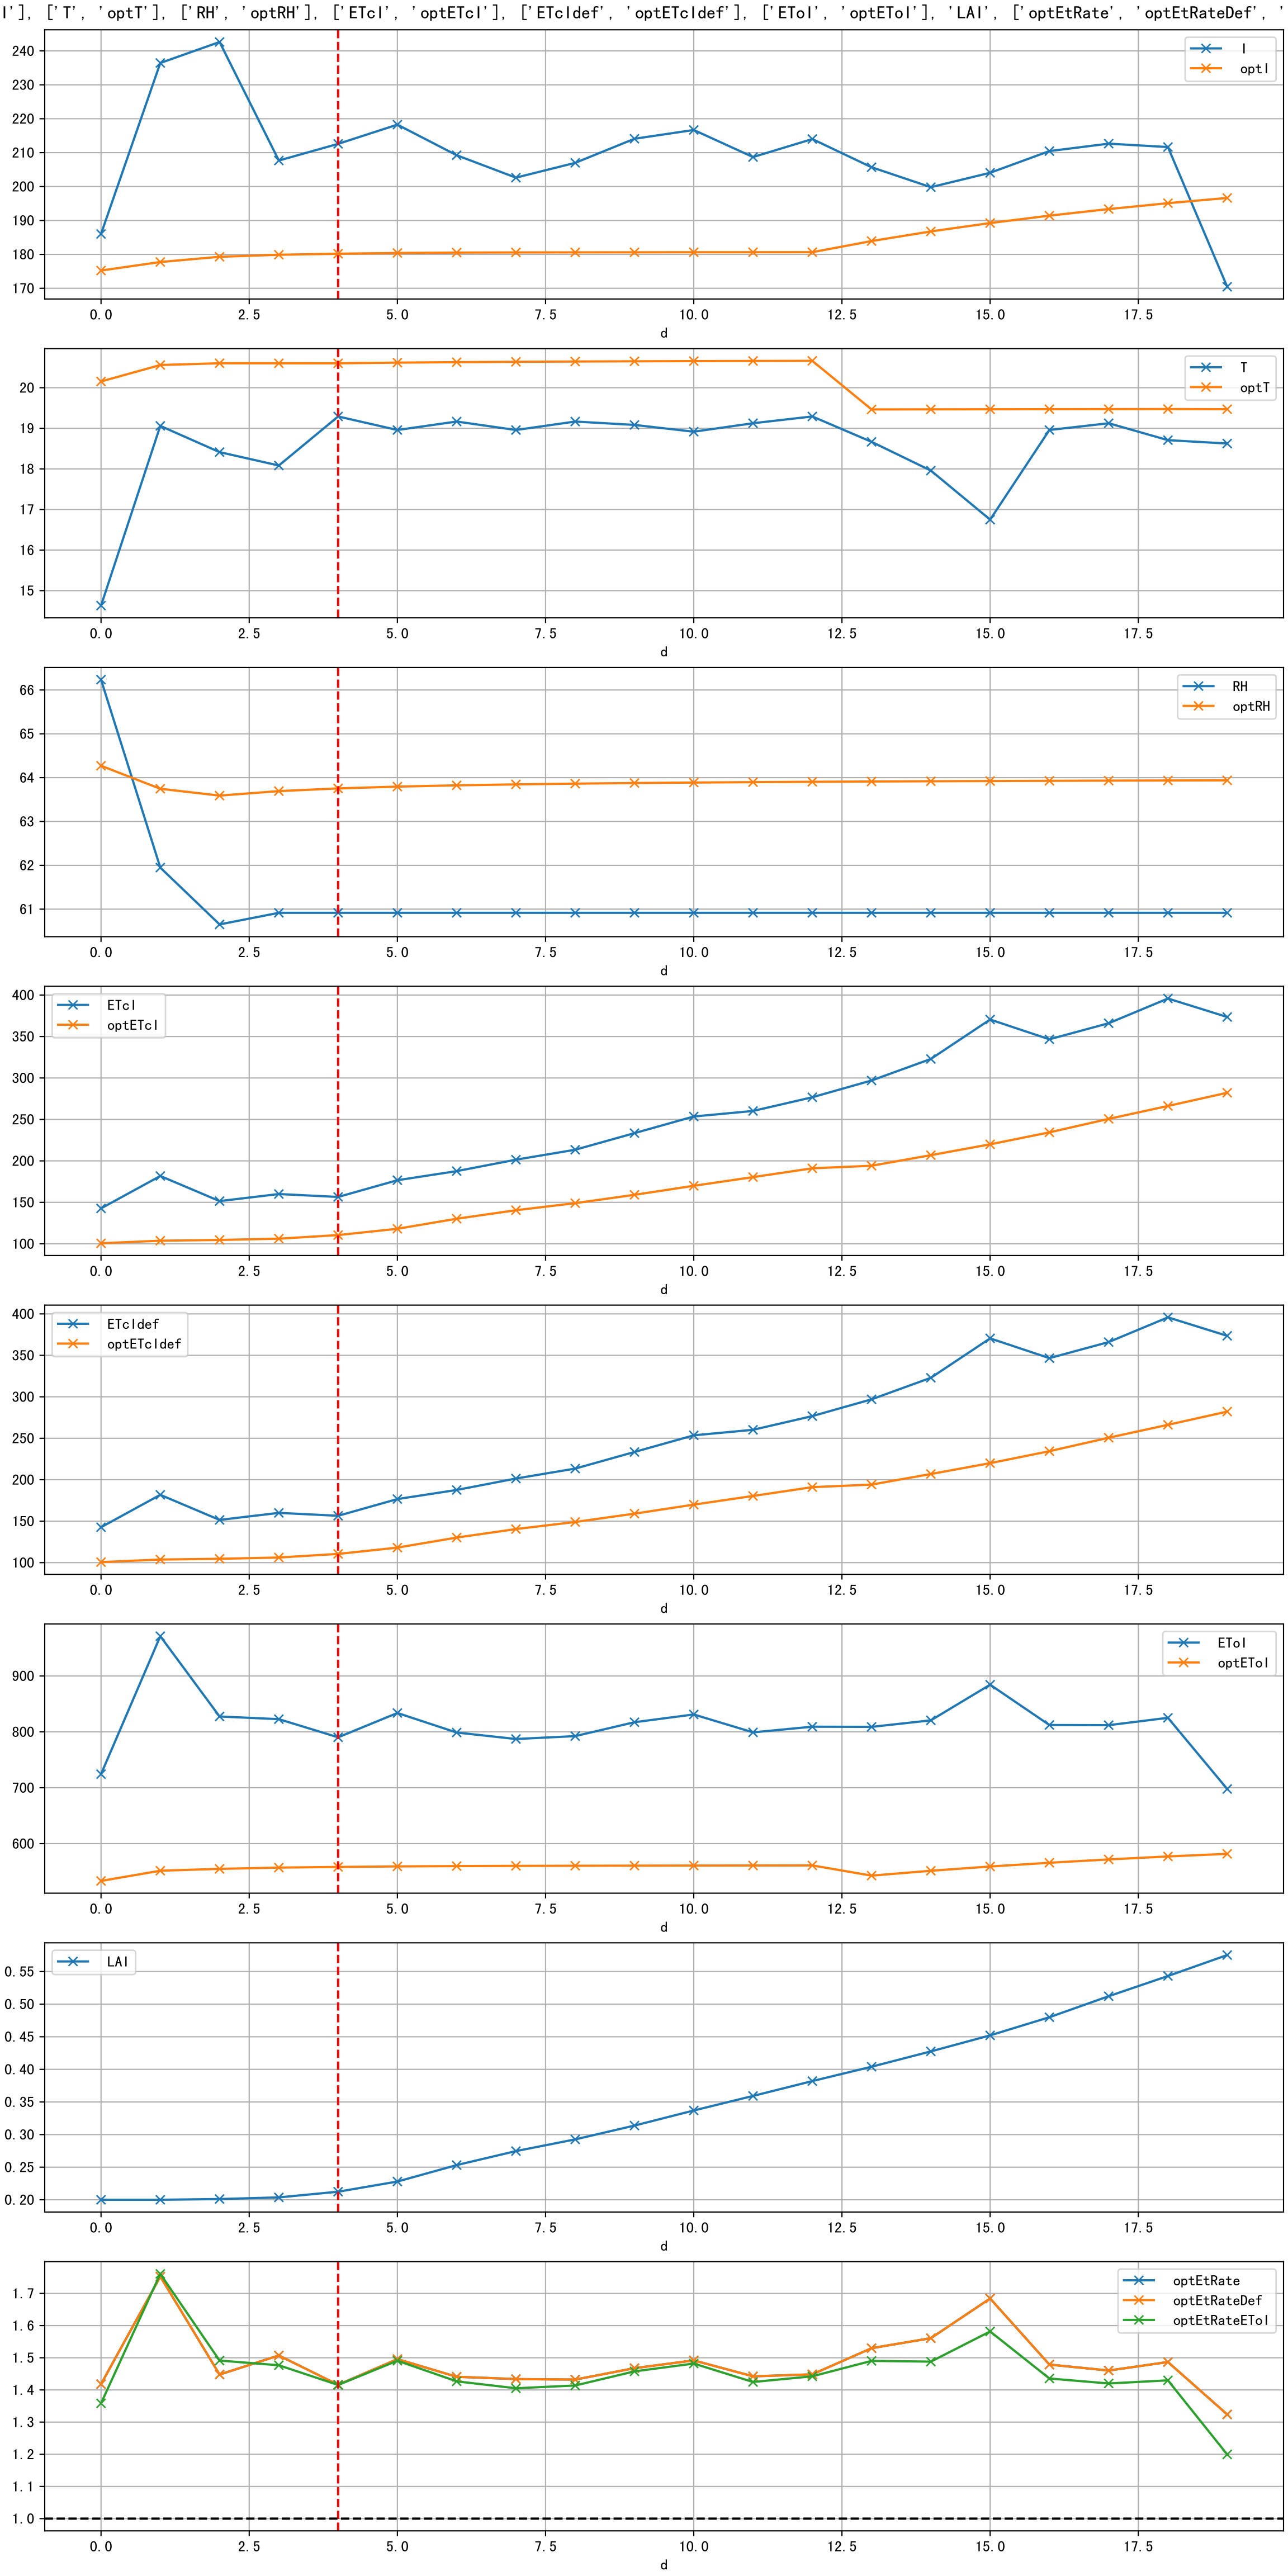 I'], ['T', 'optT'], ['RH', 'optRH'], ['ETcI', 'optETcI'], ['ETcIdef', 'optETcIdef'], ['EToI', 'optEToI'], 'LAI', ['optEtRate', 'optEtRateDef', '
240
230
220
210
200
190
180
170
I
optI
0.0 2.5 5.0 7.5 10.0 12.5 15.0 17.5
d
20
19
18
17
16
15
T
optT
0.0 2.5 5.0 7.5 10.0 12.5 15.0 17.5
d
66
65
64
63
62
61
RH
optRH
0.0 2.5 5.0 7.5 10.0 12.5 15.0 17.5
d
400
350
300
250
200
150
100
ETcI
optETcI
0.0 2.5 5.0 7.5 10.0 12.5 15.0 17.5
d
400
350
300
250
200
150
100
ETcIdef
optETcIdef
0.0 2.5 5.0 7.5 10.0 12.5 15.0 17.5
d
900
800
700
600
EToI
optEToI
0.0 2.5 5.0 7.5 10.0 12.5 15.0 17.5
d
0.55
0.50
0.45
0.40
0.35
0.30
0.25
0.20
LAI
0.0 2.5 5.0 7.5 10.0 12.5 15.0 17.5
d
1.7
1.6
1.5
1.4
1.3
1.2
1.1
1.0
optEtRate
optEtRateDef
optEtRateEToI
0.0 2.5 5.0 7.5 10.0 12.5 15.0 17.5
d